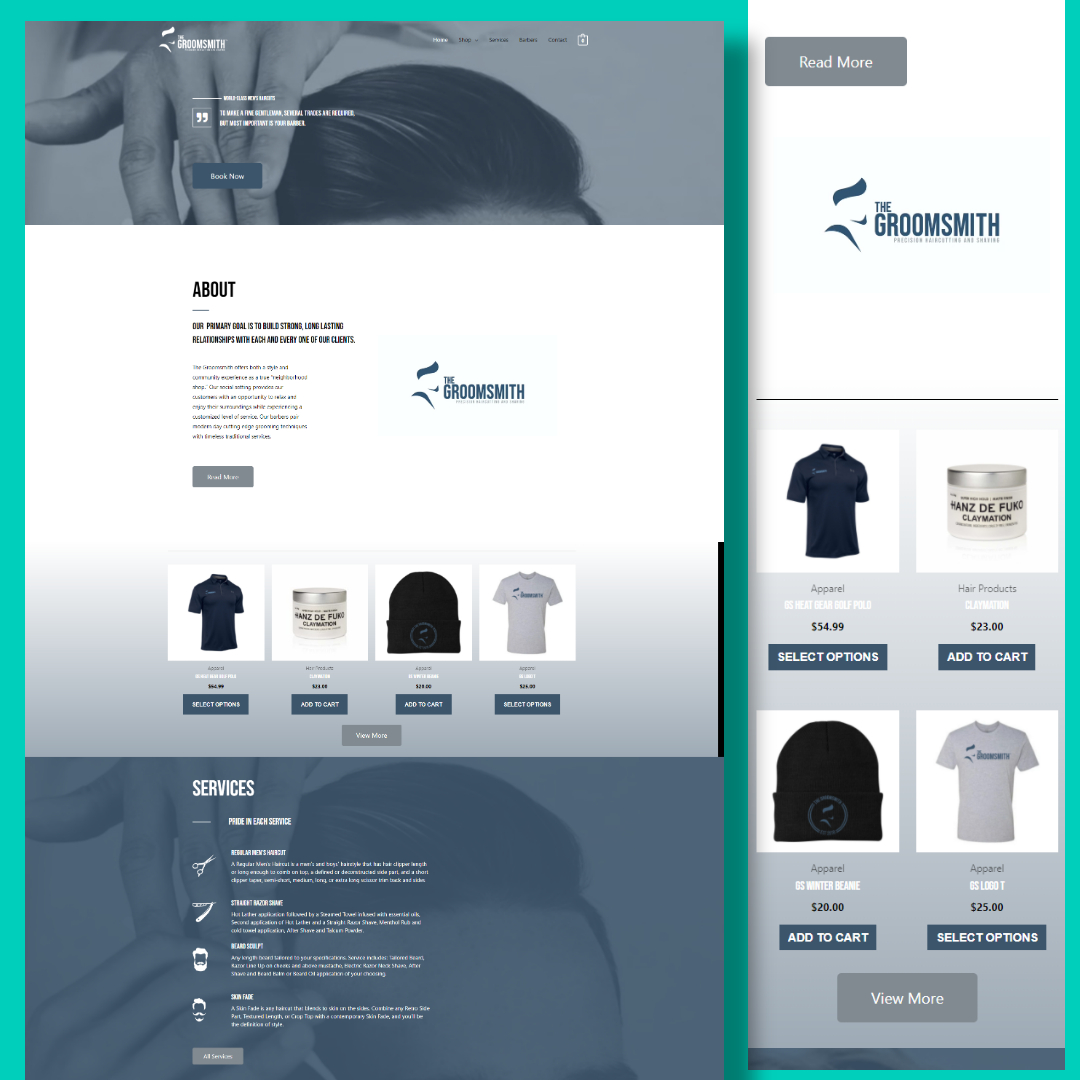 THE
GROOMSMITH
Home Shop Services Barbers Contact 0
WORLD-CLASS MEN'S BARBERS
TO MAKE A FINE GENTLEMAN, SEVERAL TRADES ARE REQUIRED,
BUT MOST IMPORTANT IS YOUR BARBER.
Book Now
ABOUT
OUR PRIMARY GOAL IS TO BUILD STRONG, LONG LASTING
RELATIONSHIPS WITH EACH AND EVERY ONE OF OUR CLIENTS.
The Groomsmith offers both a style and
community experience as a true "neighborhood
shop." Our social setting provides our
customers with an opportunity to relax and
enjoy their surroundings while experiencing a
customized level of service. Our barbers pair
modern day cutting edge grooming techniques
with timeless traditional services.
Read More
THE
GROOMSMITH
PRECISION HAIRCUTTING AND SHAVING
HANZ DE FUKO
CLAYMATION
GROOMSMITH
Apparel Hair Products Apparel Apparel
GS HEAT GEAR GOLF POLO CLAYMATION GS WINTER BEANIE GS LOGO T
$54.99 $23.00 $20.00 $25.00
SELECT OPTIONS ADD TO CART ADD TO CART SELECT OPTIONS
View More
SERVICES
PRIDE IN EACH SERVICE
REGULAR MEN'S HAIRCUT
A Regular Men's Haircut is a men's and boys' hairstyle that has hair clipper length
or long enough to comb on top, a defined or deconstructed side part, and a short
clipper taper, semi-short, medium, long, or extra long scissor trim back and sides.
STRAIGHT RAZOR SHAVE
Hot Lather application followed by a Steamed Towel infused with essential oils,
Second application of Hot Lather and a Straight Razor Shave, Menthol Rub and
cold towel application, After Shave and Talcum Powder.
BEARD SCULPT
Any length beard tailored to your specifications. Service includes: Tailored Beard,
Razor Line Up on cheeks and above mustache, Electric Razor Neck Shave, After
Shave and Beard Balm or Beard Oil application of your choosing.
SKIN FADE
A Skin Fade is any haircut that blends to skin on the sides. Combine any Retro Side
Part, Textured Length, or Crop Top with a contemporary Skin Fade, and you'll be
the definition of style.
All Services
Read More
THE
GROOMSMITH
PRECISION HAIRCUTTING AND SHAVING
HANZ DE FUKO
CLAYMATION
Apparel Hair Products
GS HEAT GEAR GOLF POLO CLAYMATION
$54.99 $23.00
SELECT OPTIONS ADD TO CART
GROOMSMITH
Apparel Apparel
GS WINTER BEANIE GS LOGO T
$20.00 $25.00
ADD TO CART SELECT OPTIONS
View More